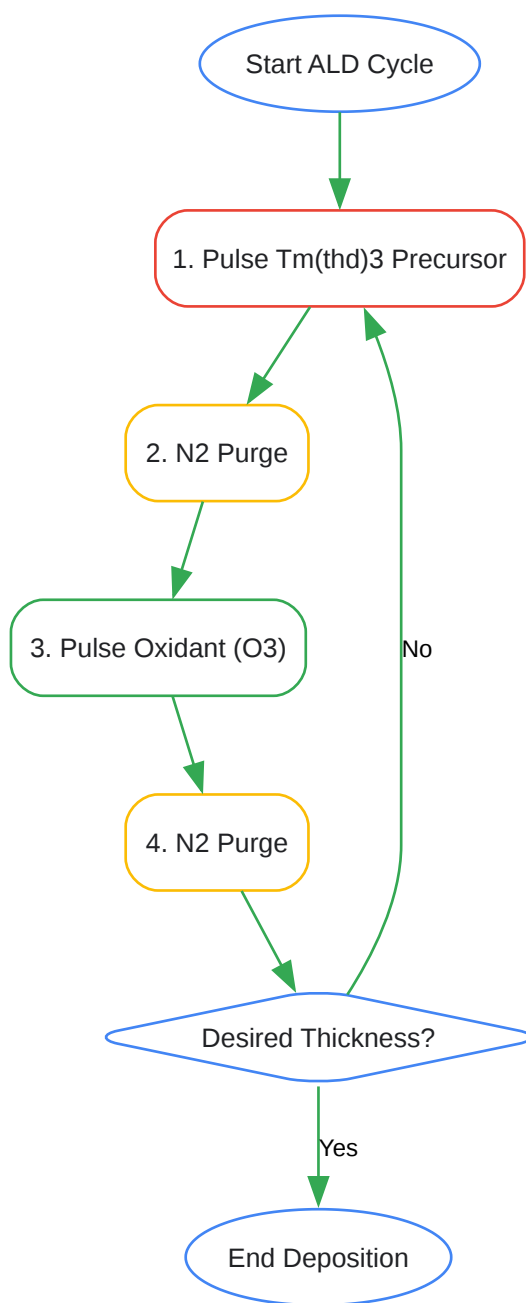 Start ALD Cycle
1. Pulse Tm(thd)3 Precursor
2. N2 Purge
3. Pulse Oxidant (O3)
No
4. N2 Purge
Desired Thickness?
Yes
End Deposition